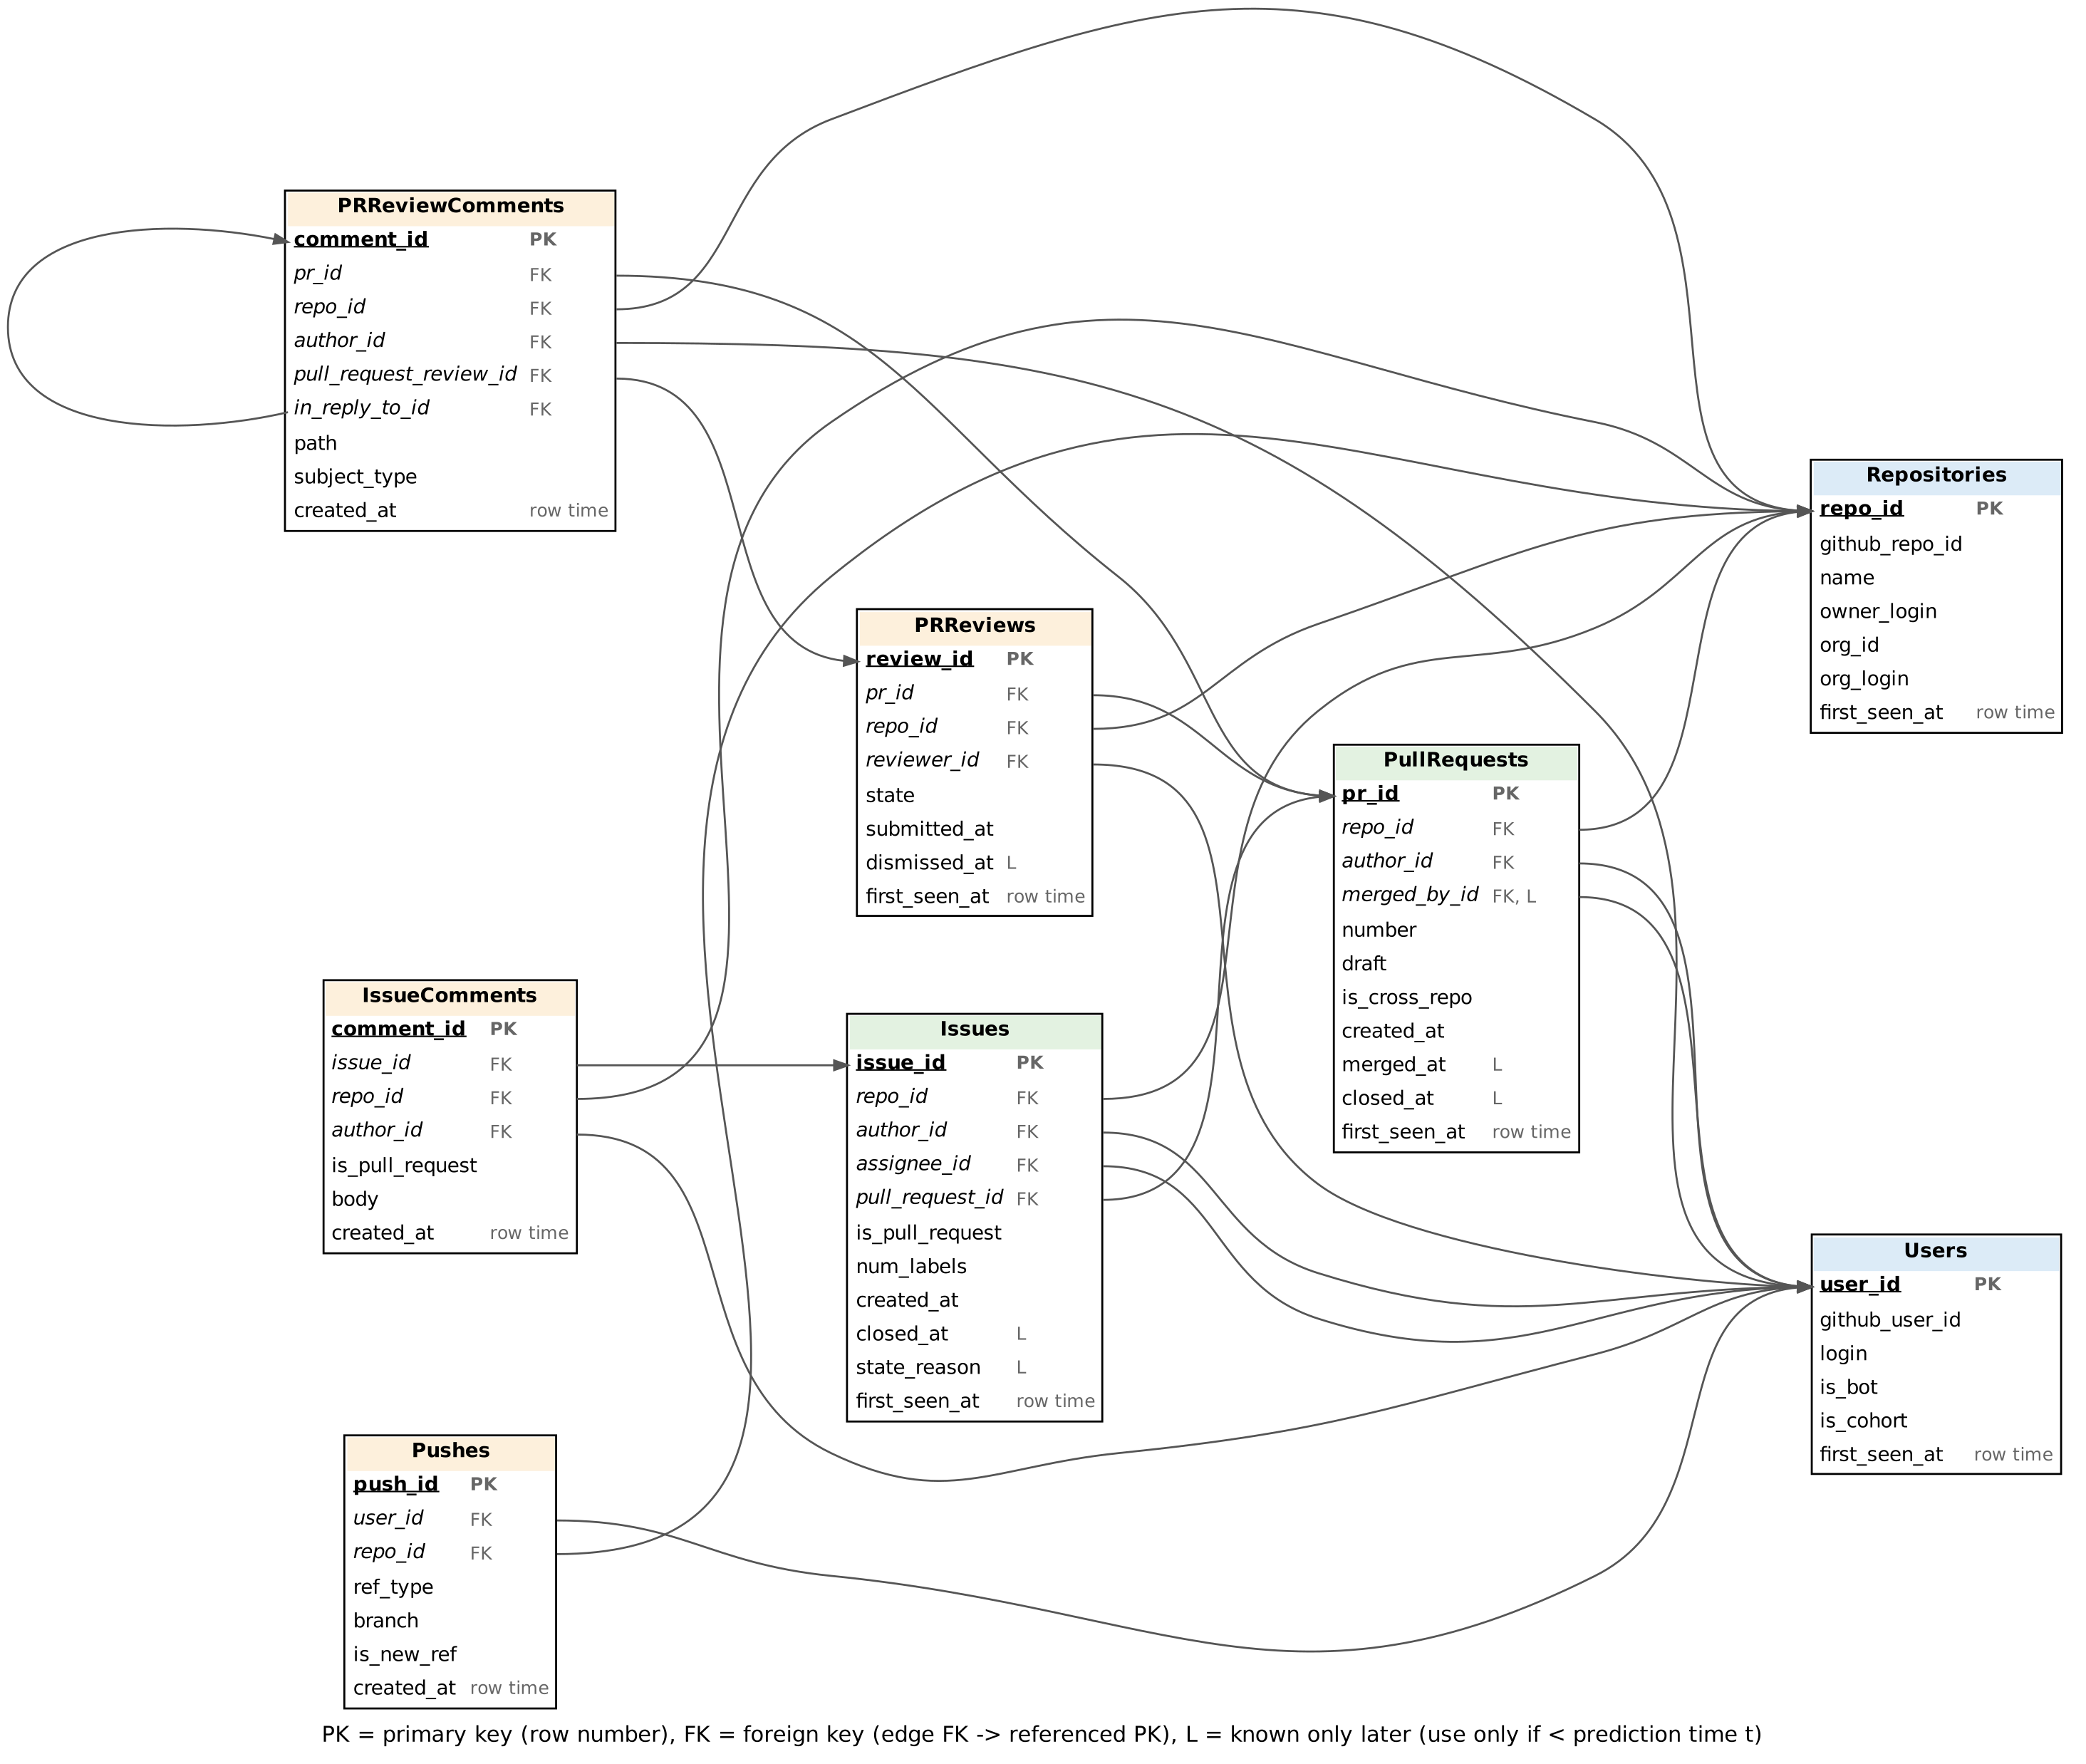 PRReviewComments
comment_id PK
pr_id FK
repo_id FK
author_id FK
pull_request_review_id FK
in_reply_to_id FK
path
subject_type
created_at row time
Repositories
repo_id PK
github_repo_id
name
owner_login
org_id
org_login
first_seen_at row time
PRReviews
review_id PK
pr_id FK
repo_id FK
reviewer_id FK
state
submitted_at
dismissed_at L
first_seen_at row time
PullRequests
pr_id PK
repo_id FK
author_id FK
merged_by_id FK, L
number
draft
is_cross_repo
created_at
merged_at L
closed_at L
first_seen_at row time
IssueComments
comment_id PK
issue_id FK
repo_id FK
author_id FK
is_pull_request
body
created_at row time
Issues
issue_id PK
repo_id FK
author_id FK
assignee_id FK
pull_request_id FK
is_pull_request
num_labels
created_at
closed_at L
state_reason L
first_seen_at row time
Users
user_id PK
github_user_id
login
is_bot
is_cohort
first_seen_at row time
Pushes
push_id PK
user_id FK
repo_id FK
ref_type
branch
is_new_ref
created_at row time
PK = primary key (row number), FK = foreign key (edge FK -> referenced PK), L = known only later (use only if < prediction time t)